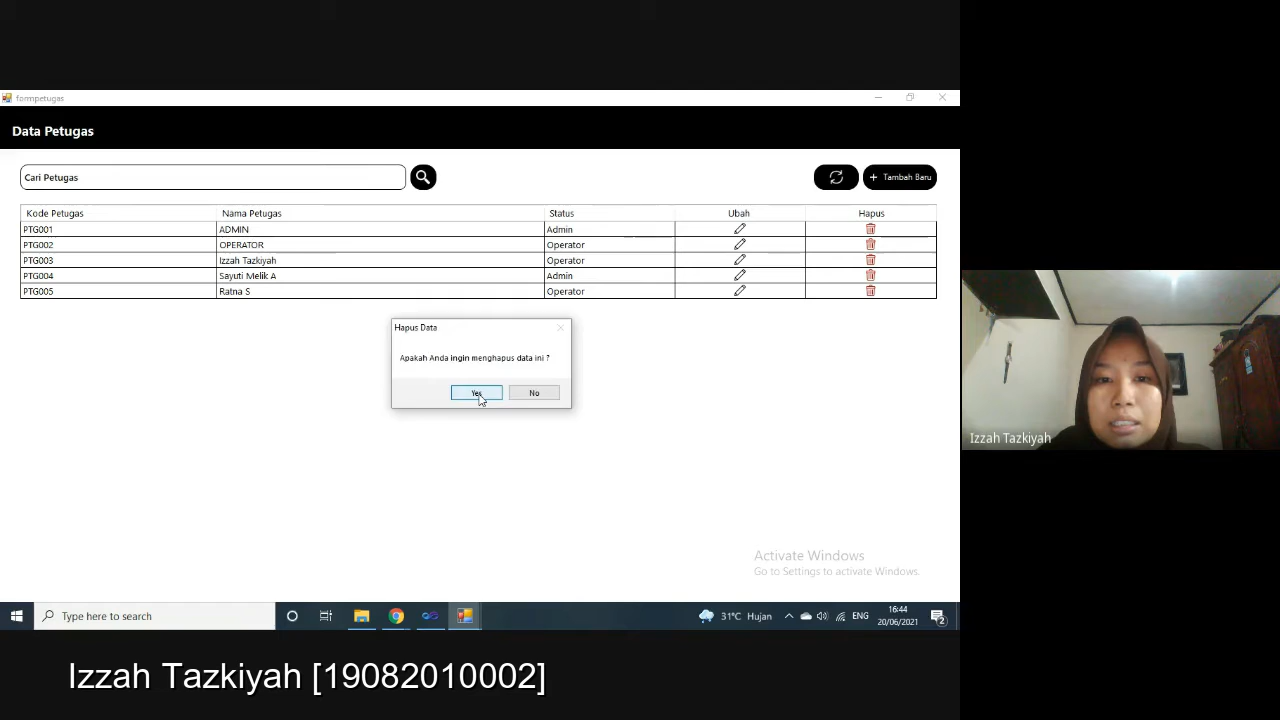 formpetugas
Data Petugas
Cari Petugas
+ Tambah Baru
Kode Petugas Nama Petugas Status Ubah Hapus
PTG001 ADMIN Admin
PTG002 OPERATOR Operator
PTG003 Izzah Tazkiyah Operator
PTG004 Sayuti Melik A Admin
PTG005 Ratna S Operator
Hapus Data
Apakah Anda ingin menghapus data ini ?
Yes No
Izzah Tazkiyah
Activate Windows
Go to Settings to activate Windows.
Type here to search
31°C Hujan
ENG
16:44
20/06/2021
2
Izzah Tazkiyah [19082010002]